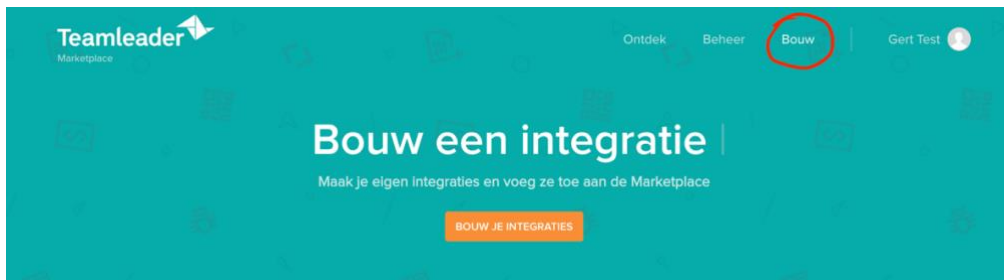 Teamleader
Marketplace
Ontdek Beheer Bouw Gert Test
Bouw een integratie
Maak je eigen integraties en voeg ze toe aan de Marketplace
BOUW JE INTEGRATIES